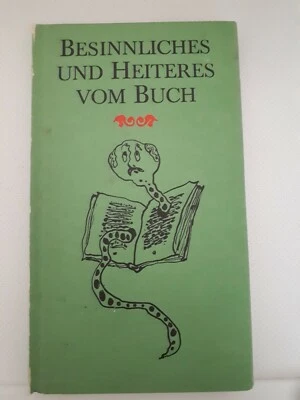 BESINNLICHES
UND HEITERES
VOM BUCH